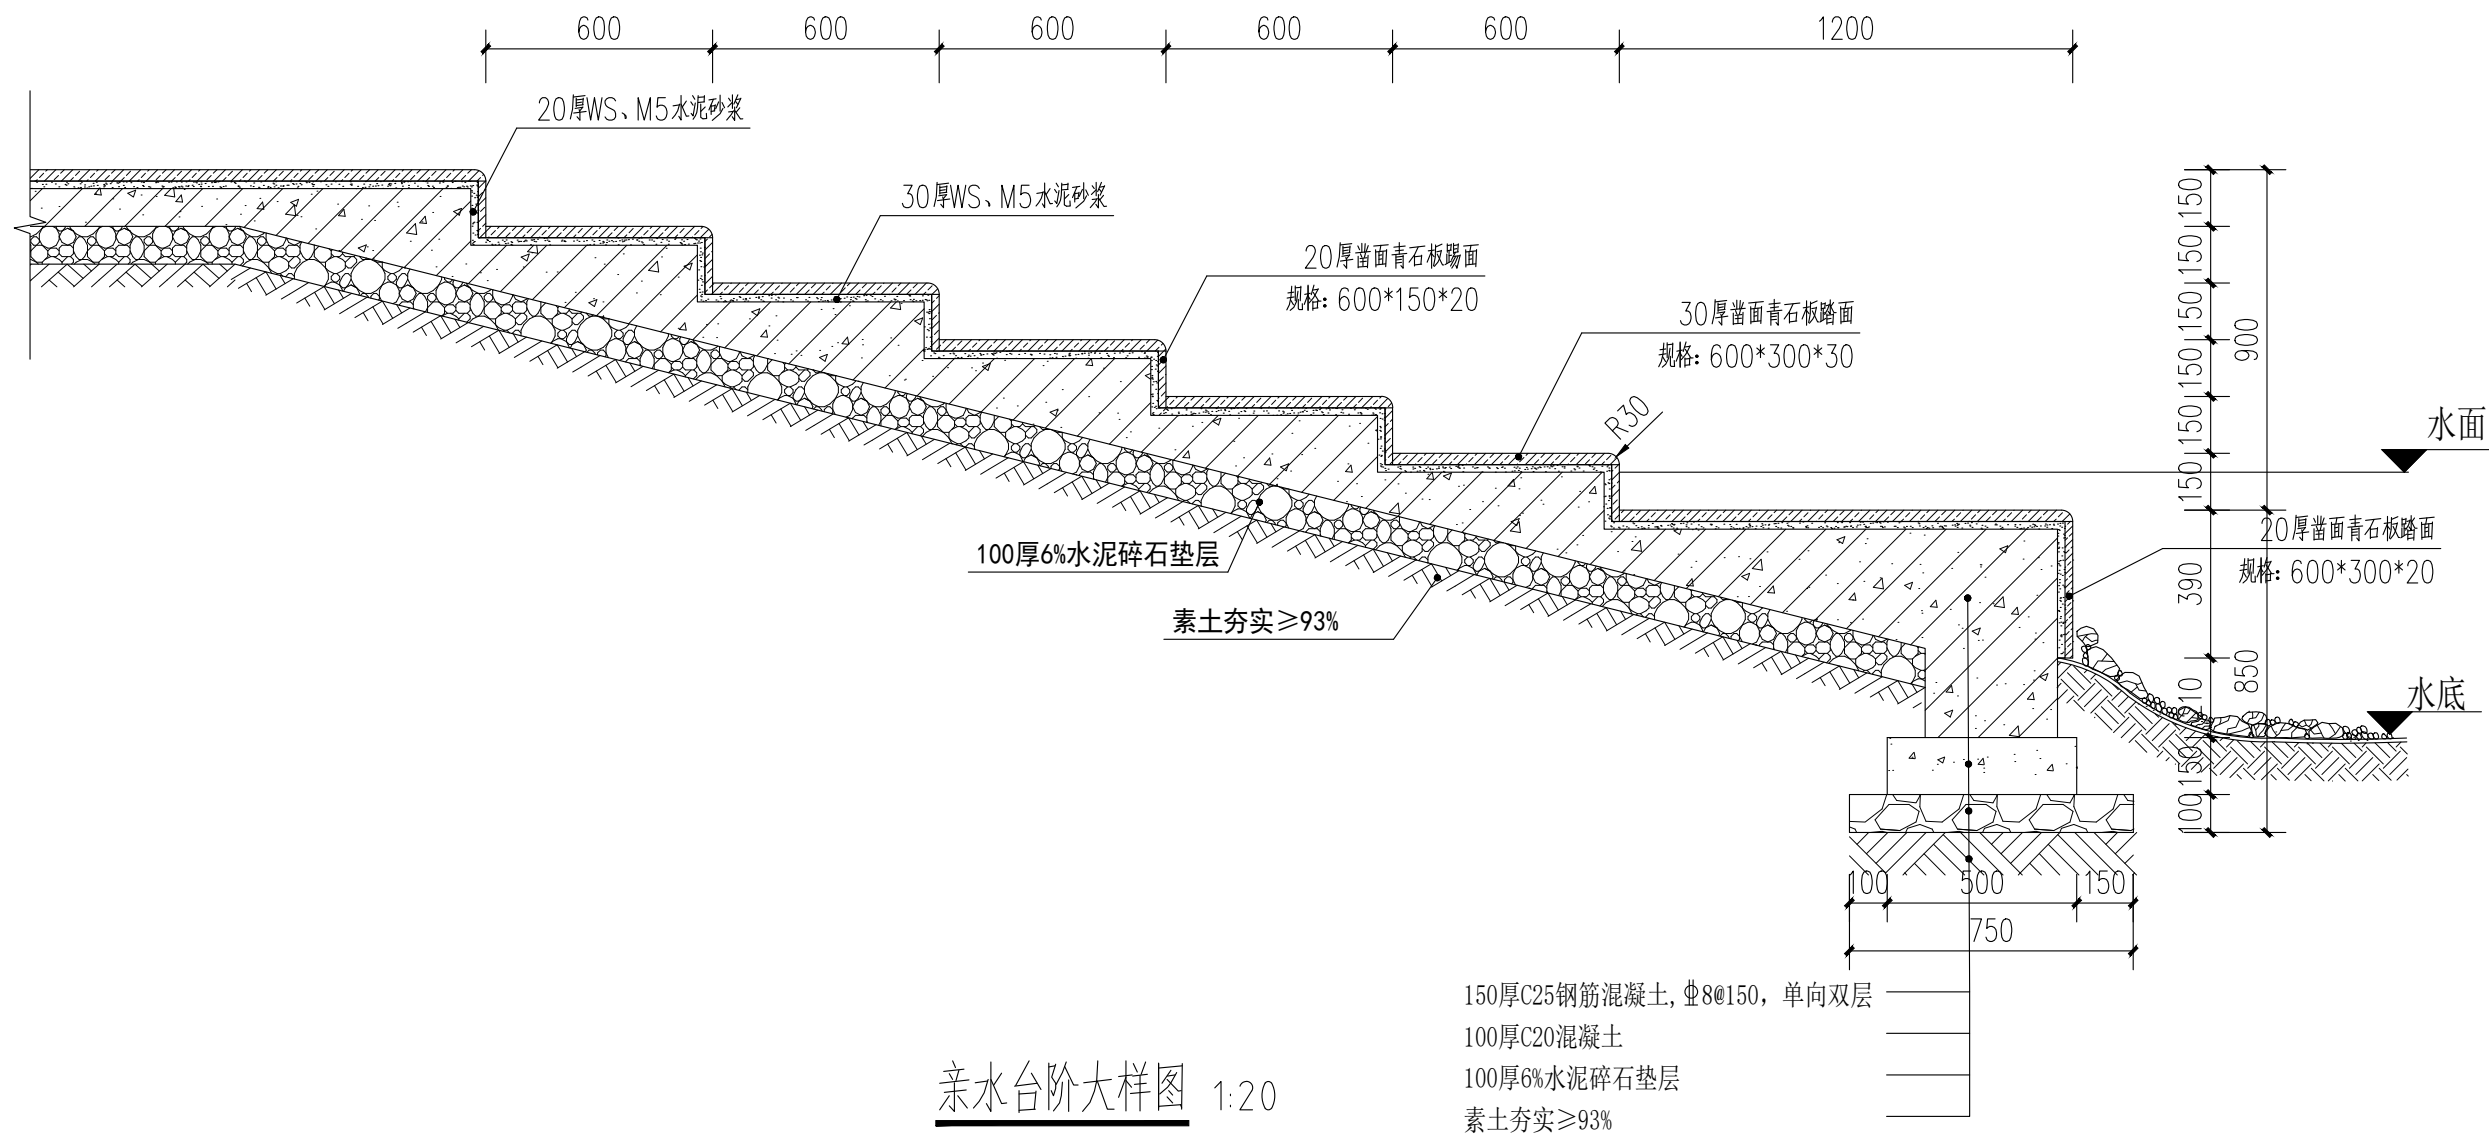 600 600 600 600 600 1200
20厚WS、M5水泥砂浆
30厚WS、M5水泥砂浆
20厚凿面青石板踢面
规格: 600*150*20
30厚凿面青石板踏面
规格: 600*300*30
R30
水面
150
150
150
150
150
150
900
20厚凿面青石板踏面
规格: 600*300*20
390
850
水底
150
100
100厚6%水泥碎石垫层
素土夯实≥93%
100 500 150
750
150厚C25钢筋混凝土,⏀8@150，单向双层
100厚C20混凝土
100厚6%水泥碎石垫层
素土夯实≥93%
亲水台阶大样图 1:20